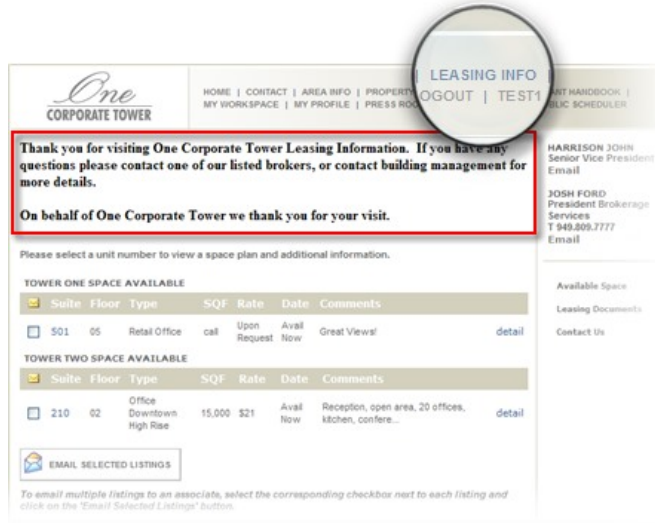 One
CORPORATE TOWER
HOME | CONTACT | AREA INFO | PROPERTY
MY WORKSPACE | MY PROFILE | PRESS ROO
| LEASING INFO |
OGOUT | TEST1
ANT HANDBOOK |
BLIC SCHEDULER
Thank you for visiting One Corporate Tower Leasing Information. If you have any
questions please contact one of our listed brokers, or contact building management for
more details.
On behalf of One Corporate Tower we thank you for your visit.
HARRISON JOHN
Senior Vice President
Email
JOSH FORD
President Brokerage
Services
T 949.809.7777
Email
Available Space
Leasing Documents
Contact Us
Please select a unit number to view a space plan and additional information.
TOWER ONE SPACE AVAILABLE
Suite Floor Type SQF Rate Date Comments
501 05 Retail Office call Upon Request Avail Now Great Views! detail
TOWER TWO SPACE AVAILABLE
Suite Floor Type SQF Rate Date Comments
210 02 Office Downtown High Rise 15,000 $21 Avail Now Reception, open area, 20 offices, kitchen, confere... detail
EMAIL SELECTED LISTINGS
To email multiple listings to an associate, select the corresponding checkbox next to each listing and
click on the 'Email Selected Listings' button.